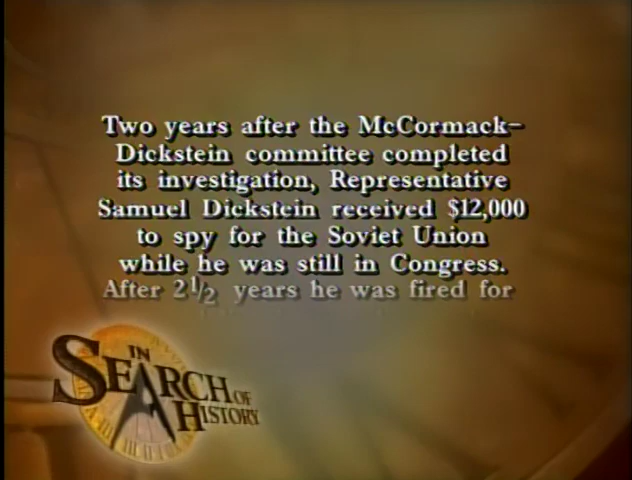 Two years after the McCormack–
Dickstein committee completed
its investigation, Representative
Samuel Dickstein received $12,000
to spy for the Soviet Union
while he was still in Congress.
After 2 1/2 years he was fired for
IN
SEARCH OF
HISTORY